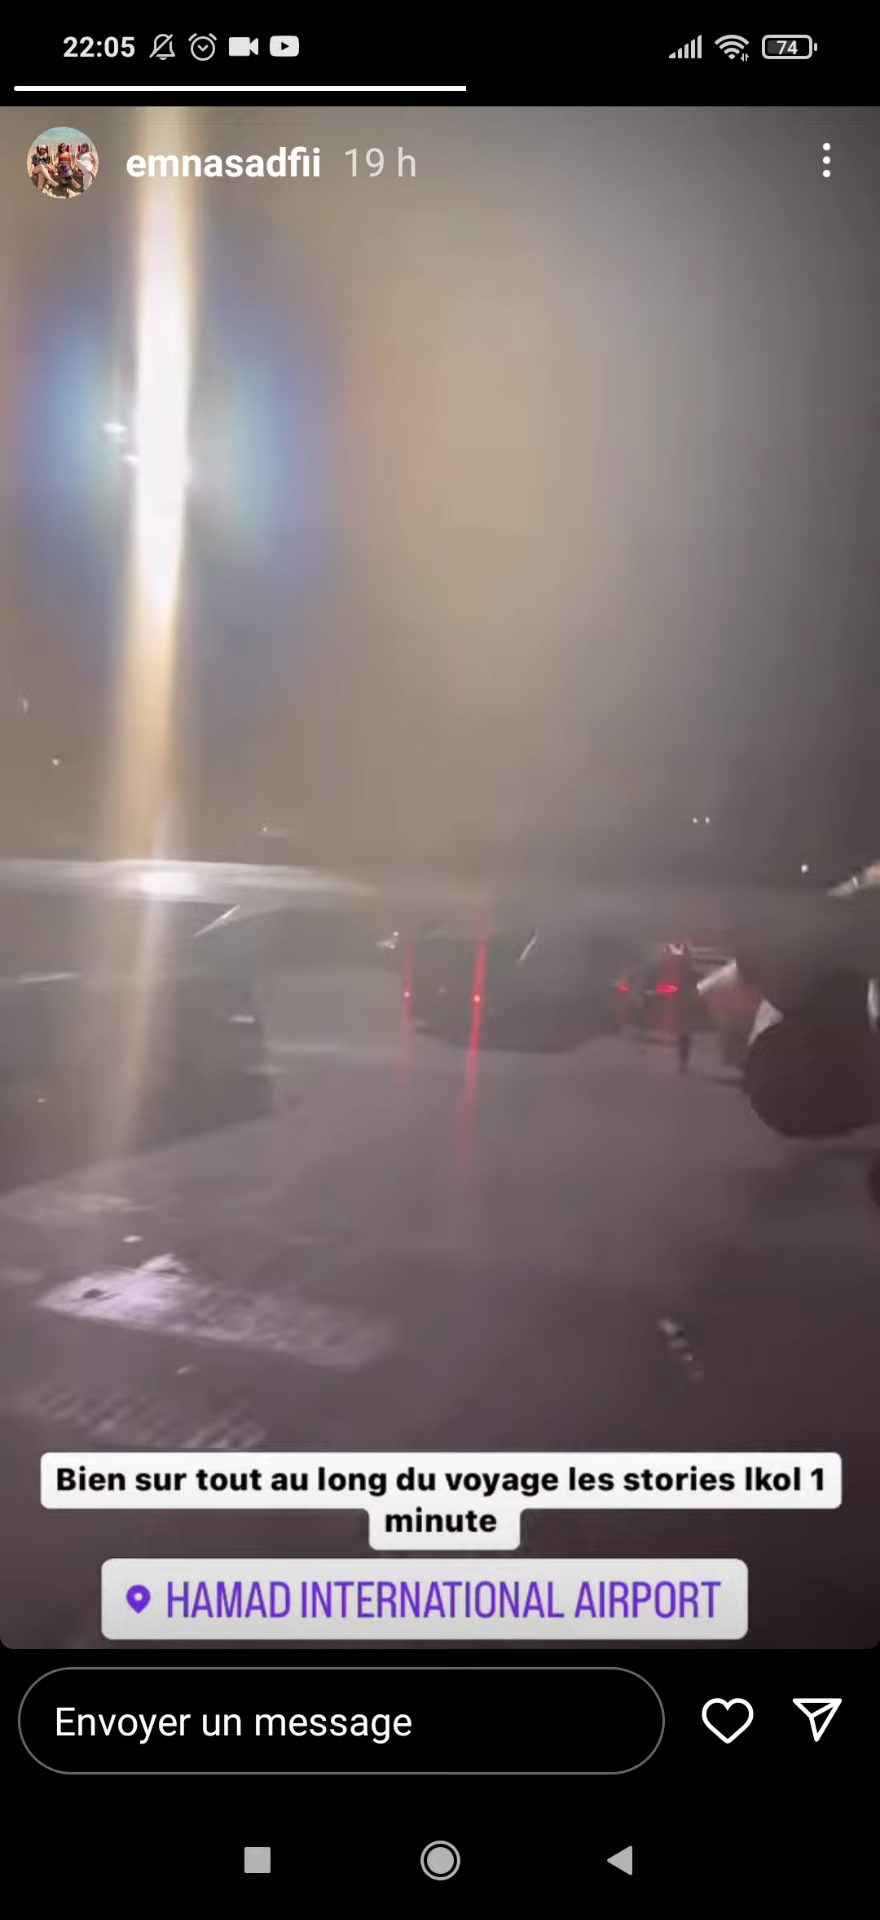 22:05
74
emnasadfii 19 h
Bien sur tout au long du voyage les stories lkol 1
minute
HAMAD INTERNATIONAL AIRPORT
Envoyer un message